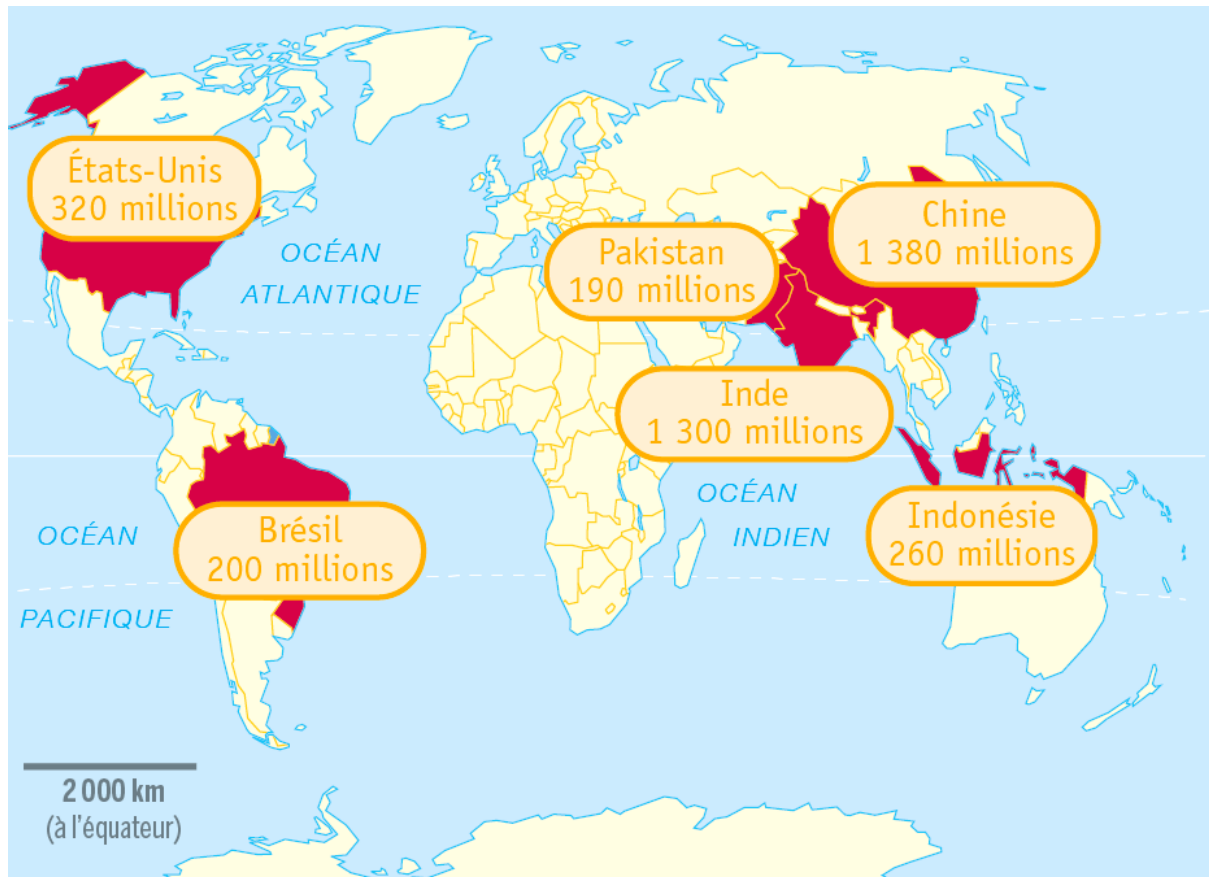 États-Unis
320 millions
Chine
1 380 millions
OCÉAN
ATLANTIQUE
Pakistan
190 millions
Inde
1 300 millions
OCÉAN
INDIEN
Indonésie
260 millions
Brésil
200 millions
OCÉAN
PACIFIQUE
2 000 km
(à l'équateur)